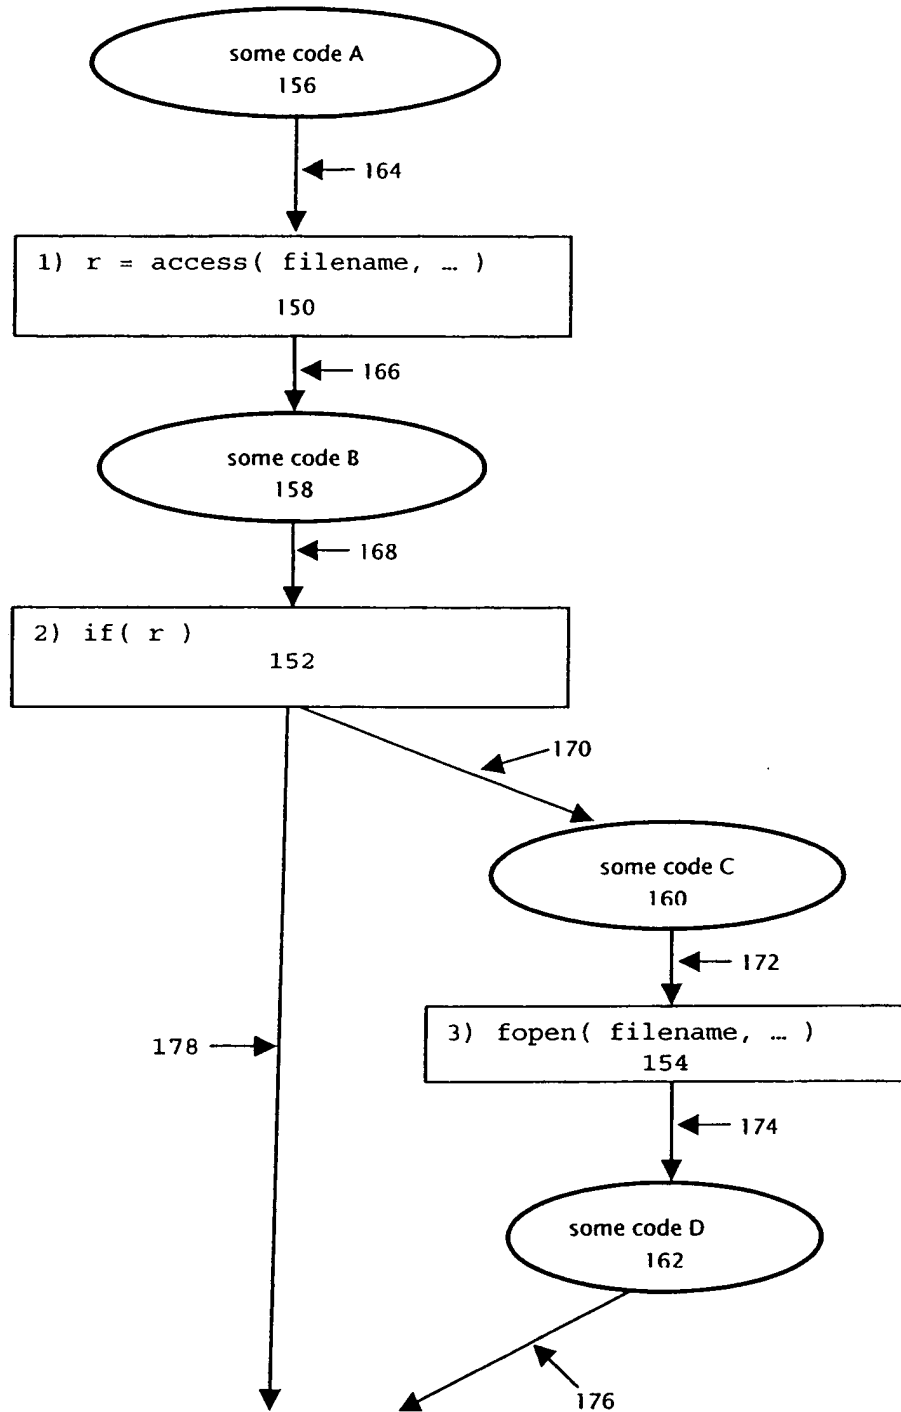 some code A
156
164
1) r = access( filename, … )
150
166
some code B
158
168
2) if( r )
152
170
some code C
160
172
3) fopen( filename, … )
154
178
174
some code D
162
176